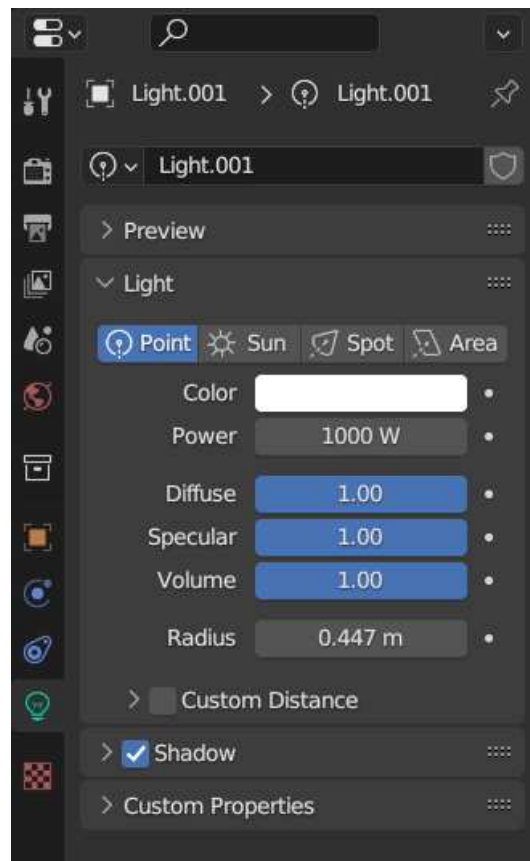 Light.001 > Light.001
Light.001
Preview
Light
Point Sun Spot Area
Color
Power 1000 W
Diffuse 1.00
Specular 1.00
Volume 1.00
Radius 0.447 m
Custom Distance
Shadow
Custom Properties